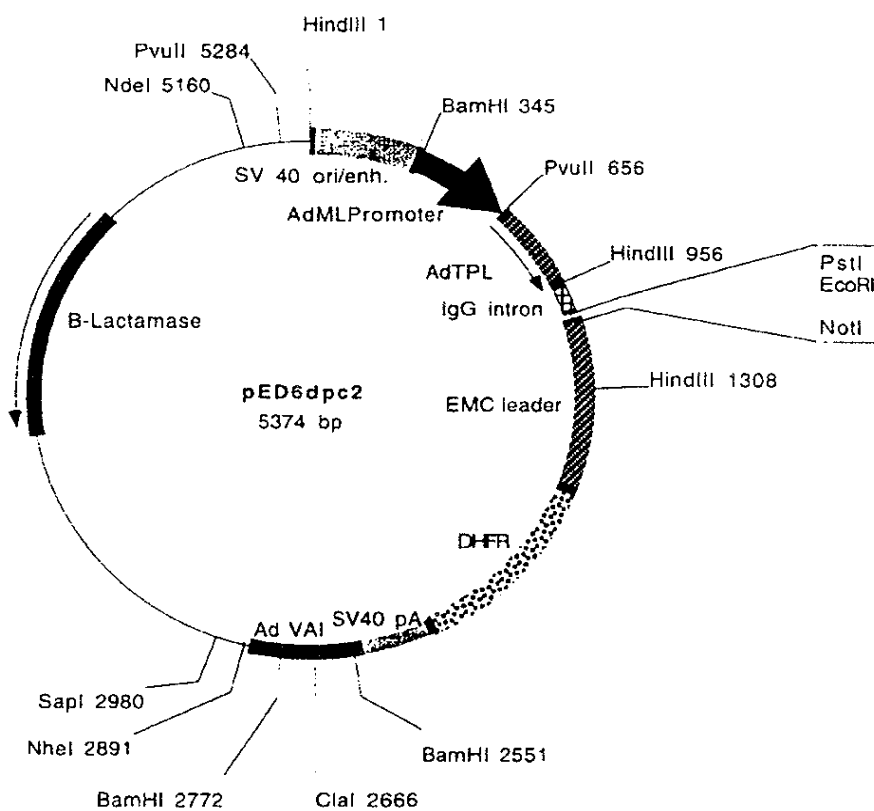 HindIII 1
PvuII 5284
NdeI 5160
BamHI 345
SV 40 ori/enh.
PvuII 656
AdMLPromoter
HindIII 956
AdTPL
PstI
EcoRI
IgG intron
NotI
B-Lactamase
HindIII 1308
pED6dpc2
5374 bp
EMC leader
DHFR
SV40 pA
Ad VAI
SapI 2980
NheI 2891
BamHI 2551
BamHI 2772
ClaI 2666